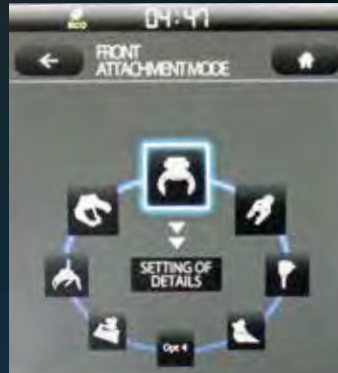 ECO
04:47
FRONT
ATTACHMENT MODE
SETTING OF
DETAILS
Opt 4